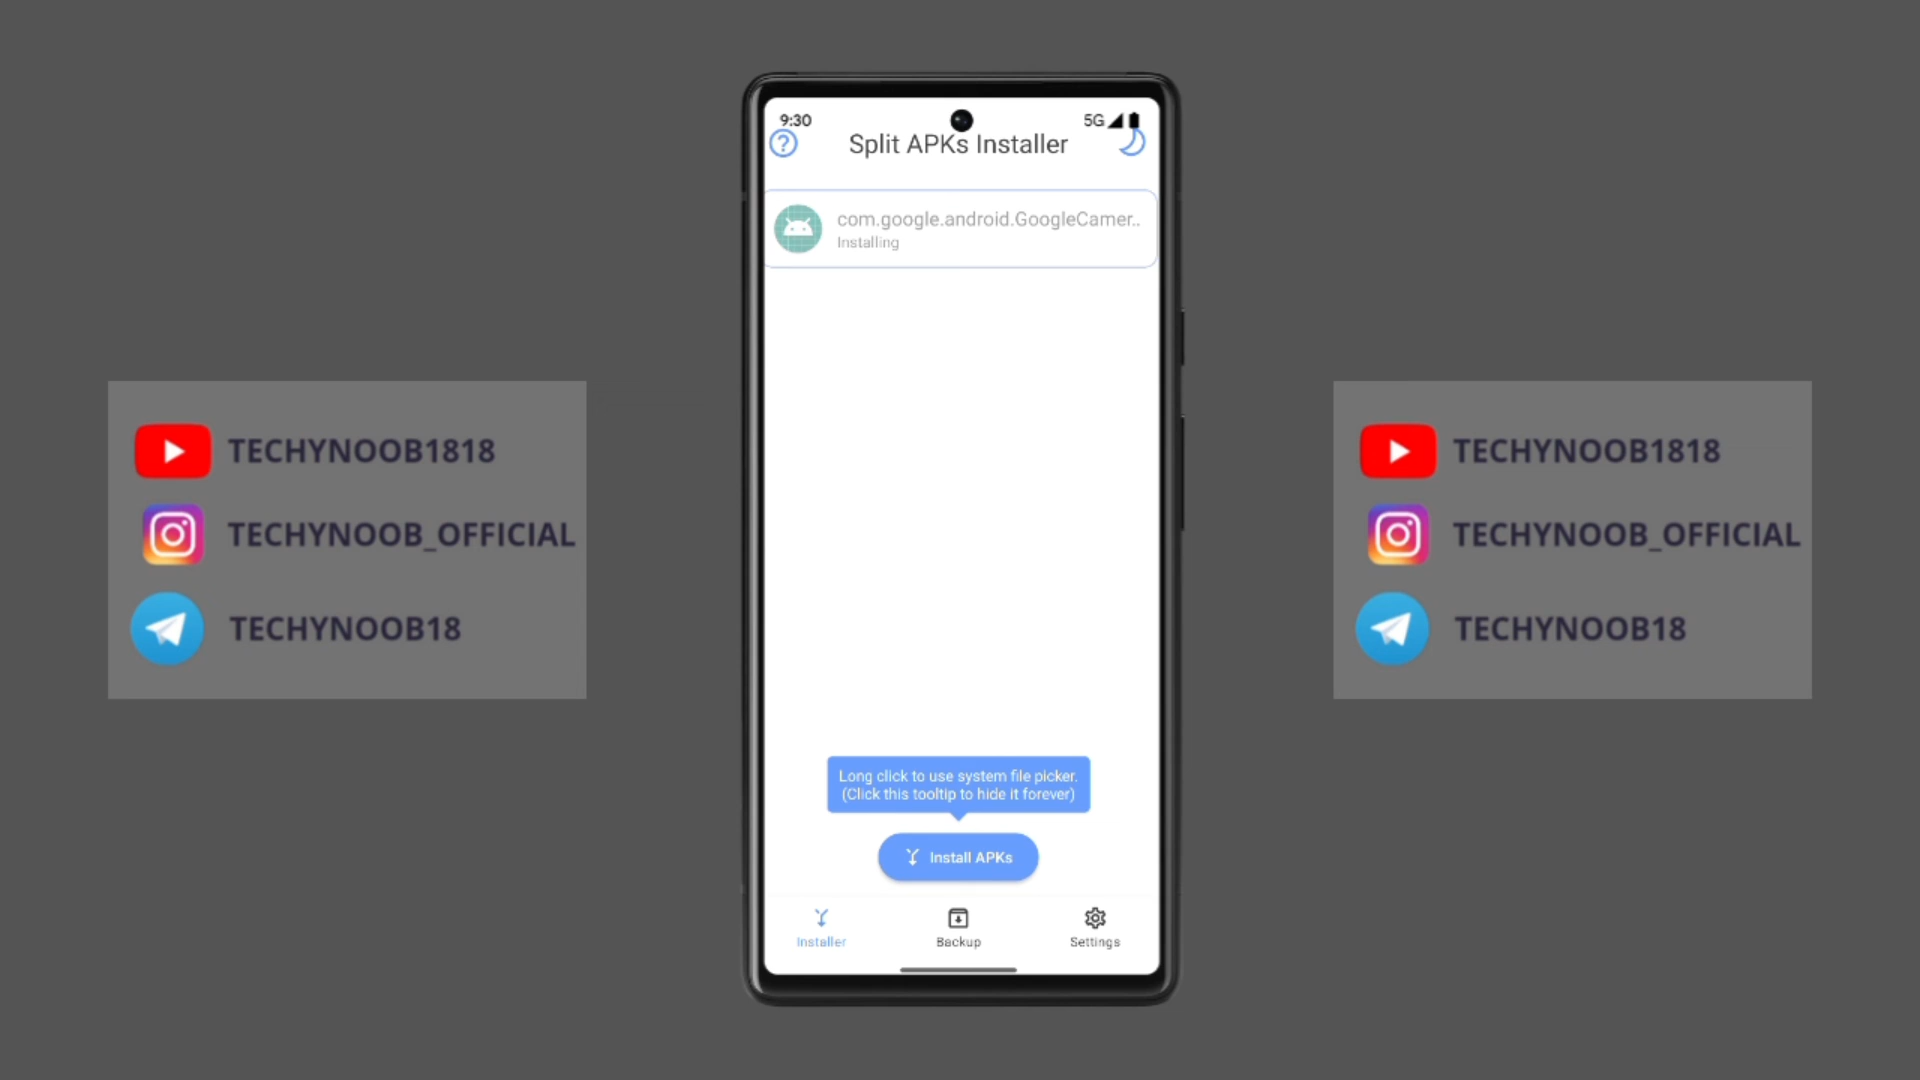 9:30
5G
Split APKs Installer
com.google.android.GoogleCamer..
Installing
TECHYNOOB1818
TECHYNOOB_OFFICIAL
TECHYNOOB18
TECHYNOOB1818
TECHYNOOB_OFFICIAL
TECHYNOOB18
Long click to use system file picker.
(Click this tooltip to hide it forever)
Install APKs
Installer
Backup
Settings